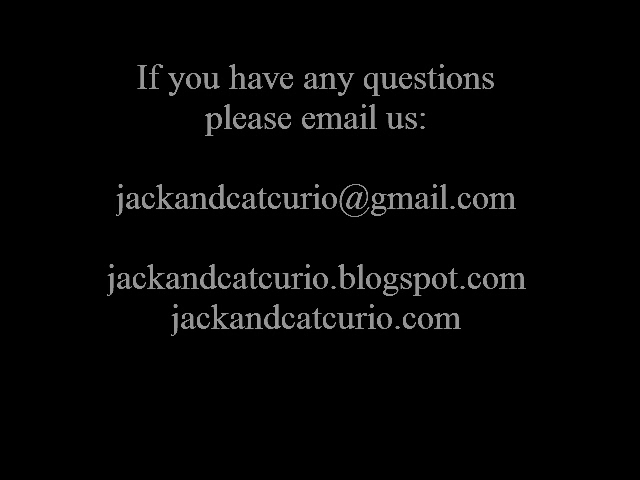 If you have any questions
please email us:
jackandcatcurio@gmail.com
jackandcatcurio.blogspot.com
jackandcatcurio.com